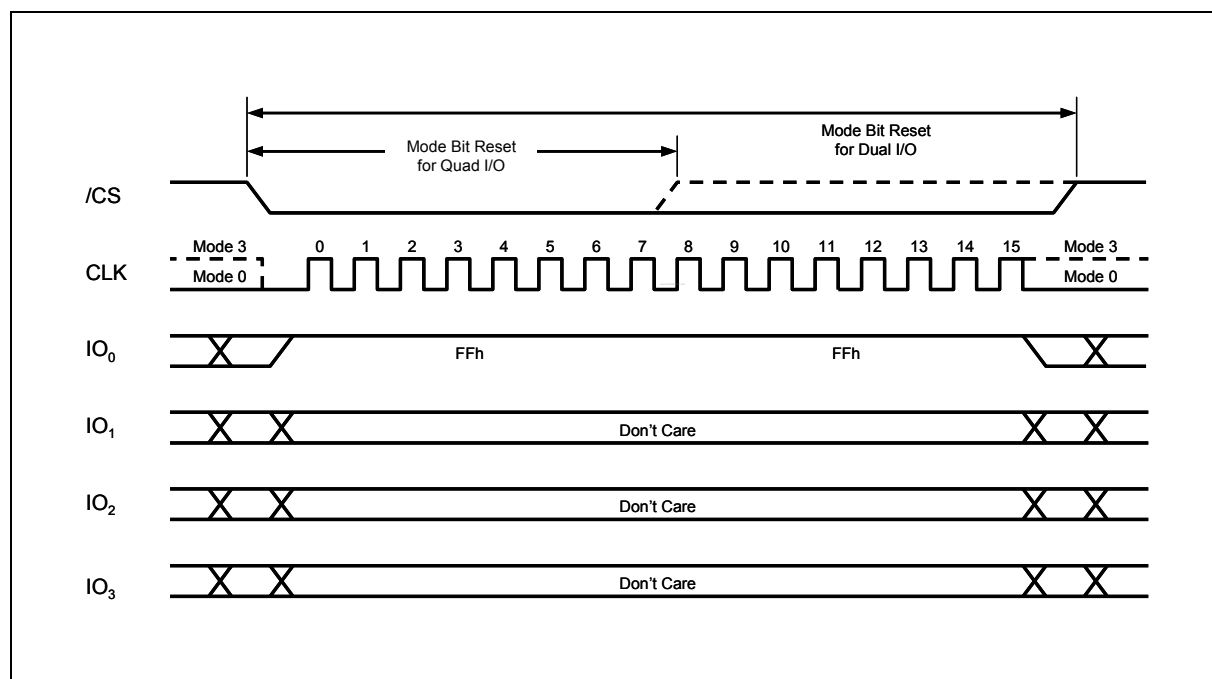 Mode Bit Reset
for Dual I/O
Mode Bit Reset
for Quad I/O
/CS
Mode 3
0 1 2 3 4 5 6 7 8 9 10 11 12 13 14 15
Mode 3
CLK
Mode 0
Mode 0
IO0
FFh
FFh
IO1
Don't Care
IO2
Don't Care
IO3
Don't Care